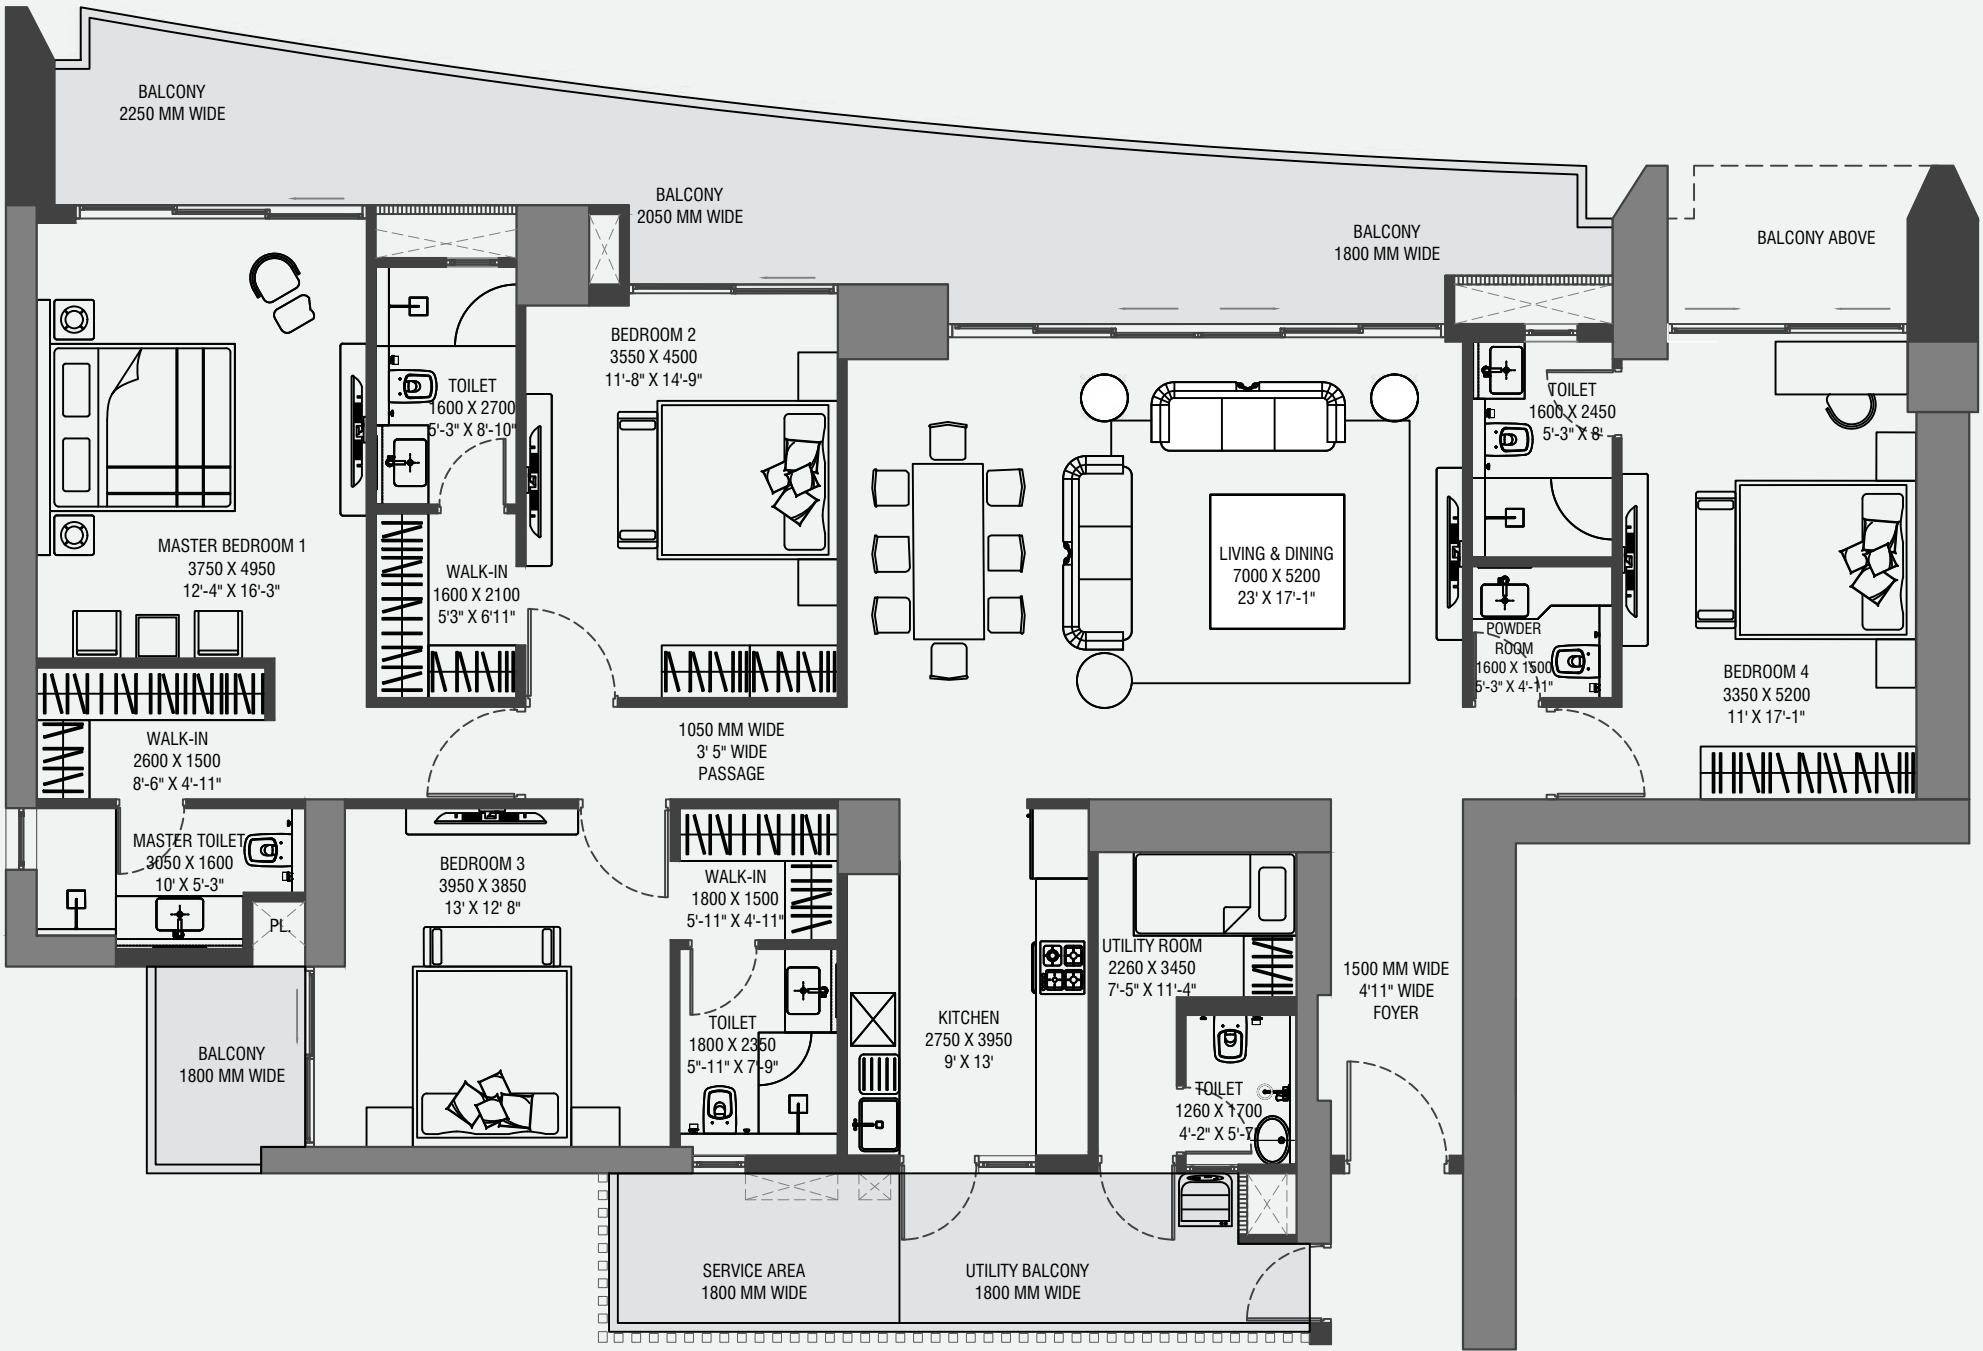 BALCONY
2250 MM WIDE
BALCONY
2050 MM WIDE
BALCONY
1800 MM WIDE
BALCONY ABOVE
BEDROOM 2
3550 X 4500
11'-8" X 14'-9"
TOILET
1600 X 2700
5'-3" X 8'-10"
TOILET
1600 X 2450
5'-3" X 8'
MASTER BEDROOM 1
3750 X 4950
12'-4" X 16'-3"
WALK-IN
1600 X 2100
5'3" X 6'11"
LIVING & DINING
7000 X 5200
23' X 17'-1"
POWDER
ROOM
1600 X 1500
5'-3" X 4'-11"
BEDROOM 4
3350 X 5200
11' X 17'-1"
WALK-IN
2600 X 1500
8'-6" X 4'-11"
1050 MM WIDE
3' 5" WIDE
PASSAGE
MASTER TOILET
3050 X 1600
10' X 5'-3"
PL.
BEDROOM 3
3950 X 3850
13' X 12' 8"
WALK-IN
1800 X 1500
5'-11" X 4'-11"
UTILITY ROOM
2260 X 3450
7'-5" X 11'-4"
1500 MM WIDE
4'11" WIDE
FOYER
BALCONY
1800 MM WIDE
TOILET
1800 X 2350
5"-11" X 7'-9"
KITCHEN
2750 X 3950
9' X 13'
TOILET
1260 X 1700
4'-2" X 5'-7"
SERVICE AREA
1800 MM WIDE
UTILITY BALCONY
1800 MM WIDE